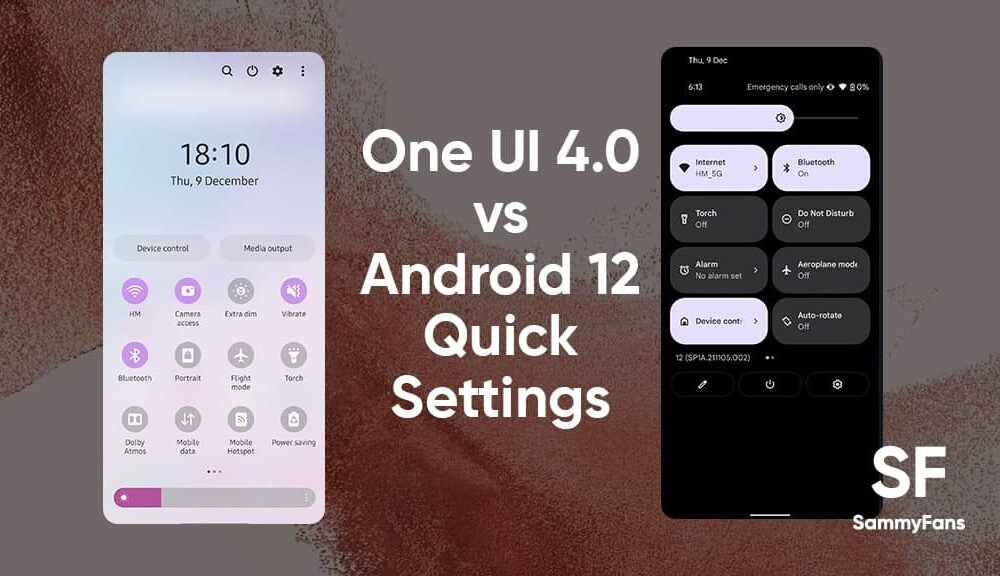 18:10
Thu, 9 December
Device control
Media output
HM
Camera access
Extra dim
Vibrate
Bluetooth
Portrait
Flight mode
Torch
Dolby Atmos
Mobile data
Mobile Hotspot
Power saving
One UI 4.0
vs
Android 12
Quick
Settings
Thu, 9 Dec
6:13
Emergency calls only
0%
Internet
HM_5G
Bluetooth
On
Torch
Off
Do Not Disturb
Off
Alarm
No alarm set
Aeroplane mode
Off
Device cont
Auto-rotate
Off
12 (SP1A.211105.002)
SF
SammyFans